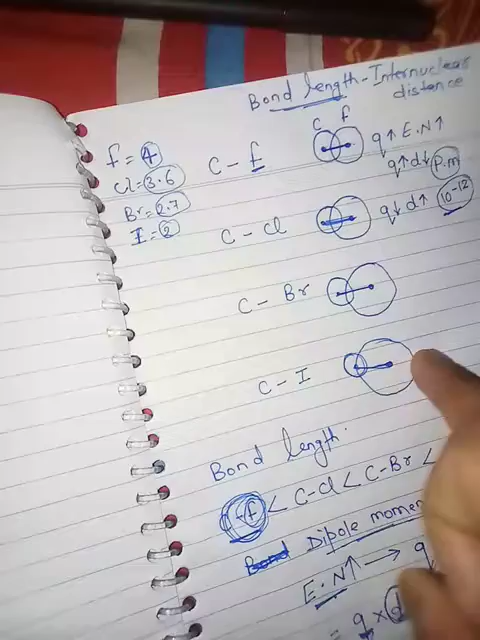 Bond length - Internuclear
distance
f = 4
Cl = 3.6
Br = 2.7
I = 2
C - f
C f
q↑ E.N↑
q↑ d↓ P.m
C - Cl
q↓ d↑ 10-12
C - Br
C - I
Bond length.
C-f < C-Cl < C-Br <
Dipole momen
E.N↑ → q
= q × d